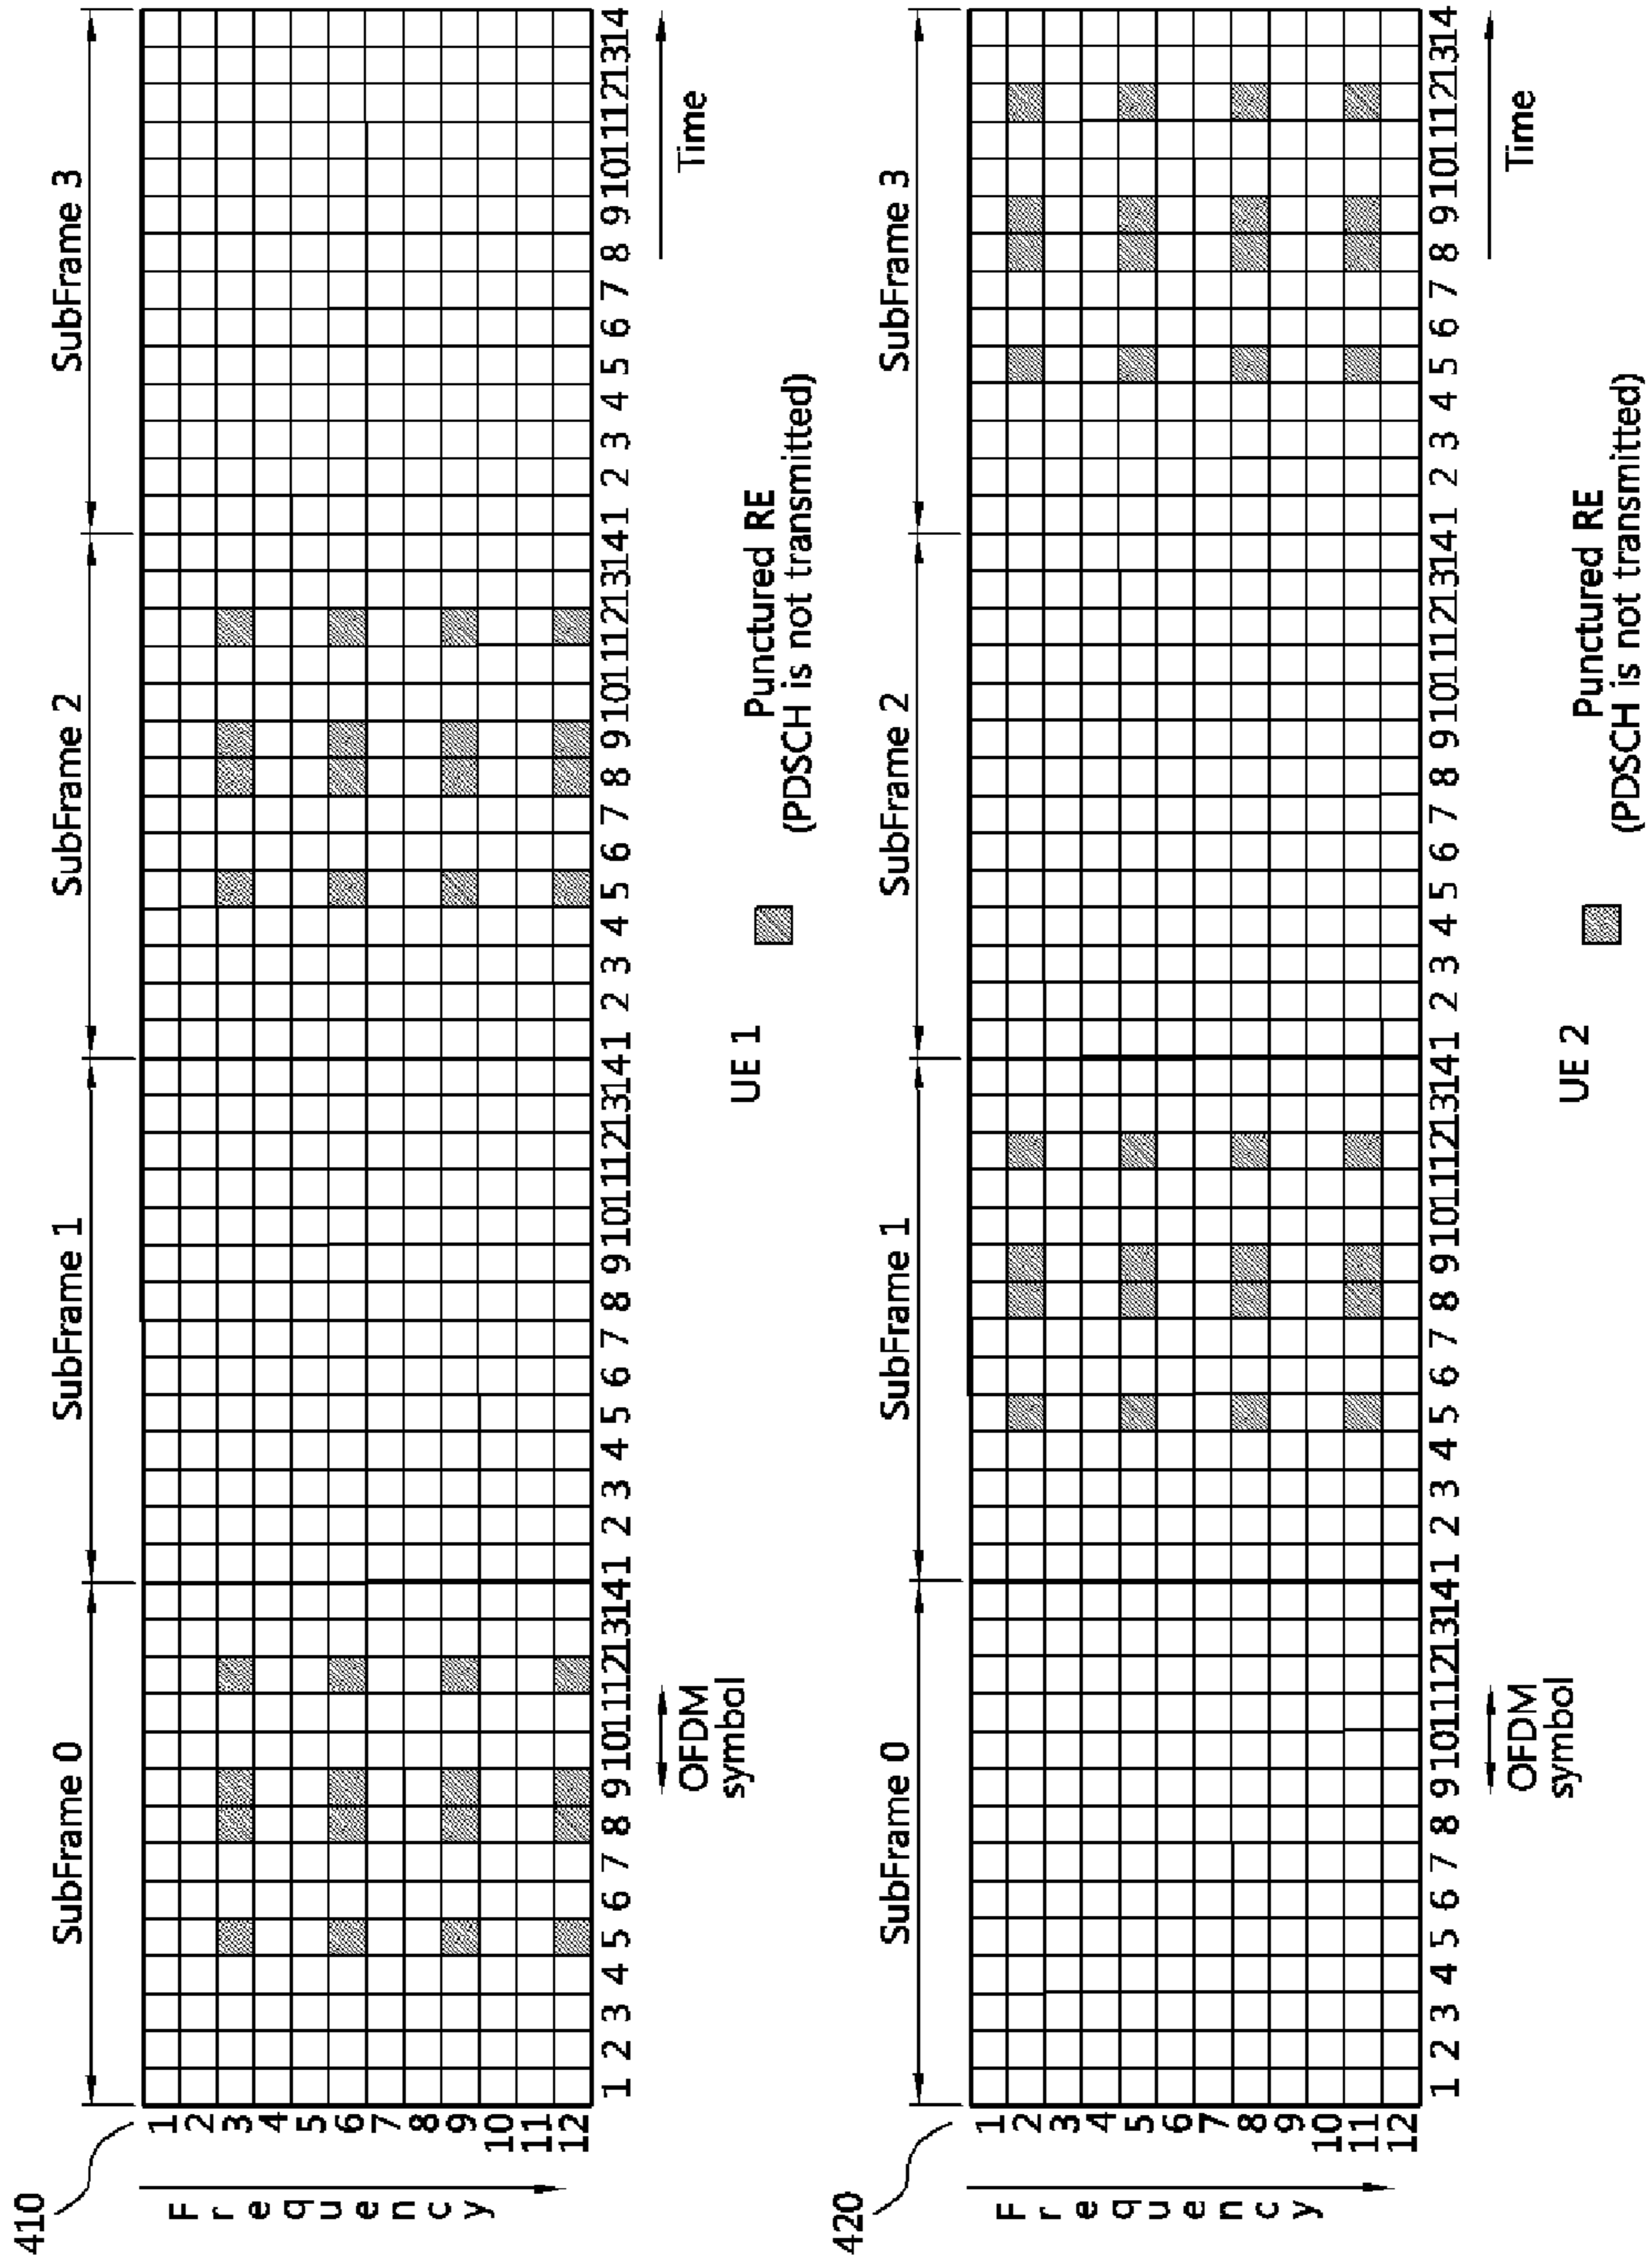 410
SubFrame 0
SubFrame 1
SubFrame 2
SubFrame 3
Frequency
1
2
3
4
5
6
7
8
9
10
11
12
1 2 3 4 5 6 7 8 9 10 11 12 13 14 1 2 3 4 5 6 7 8 9 10 11 12 13 14 1 2 3 4 5 6 7 8 9 10 11 12 13 14 1 2 3 4 5 6 7 8 9 10 11 12 13 14
OFDM
symbol
Time
UE 1
Punctured RE
(PDSCH is not transmitted)
420
SubFrame 0
SubFrame 1
SubFrame 2
SubFrame 3
Frequency
1
2
3
4
5
6
7
8
9
10
11
12
1 2 3 4 5 6 7 8 9 10 11 12 13 14 1 2 3 4 5 6 7 8 9 10 11 12 13 14 1 2 3 4 5 6 7 8 9 10 11 12 13 14 1 2 3 4 5 6 7 8 9 10 11 12 13 14
OFDM
symbol
Time
UE 2
Punctured RE
(PDSCH is not transmitted)